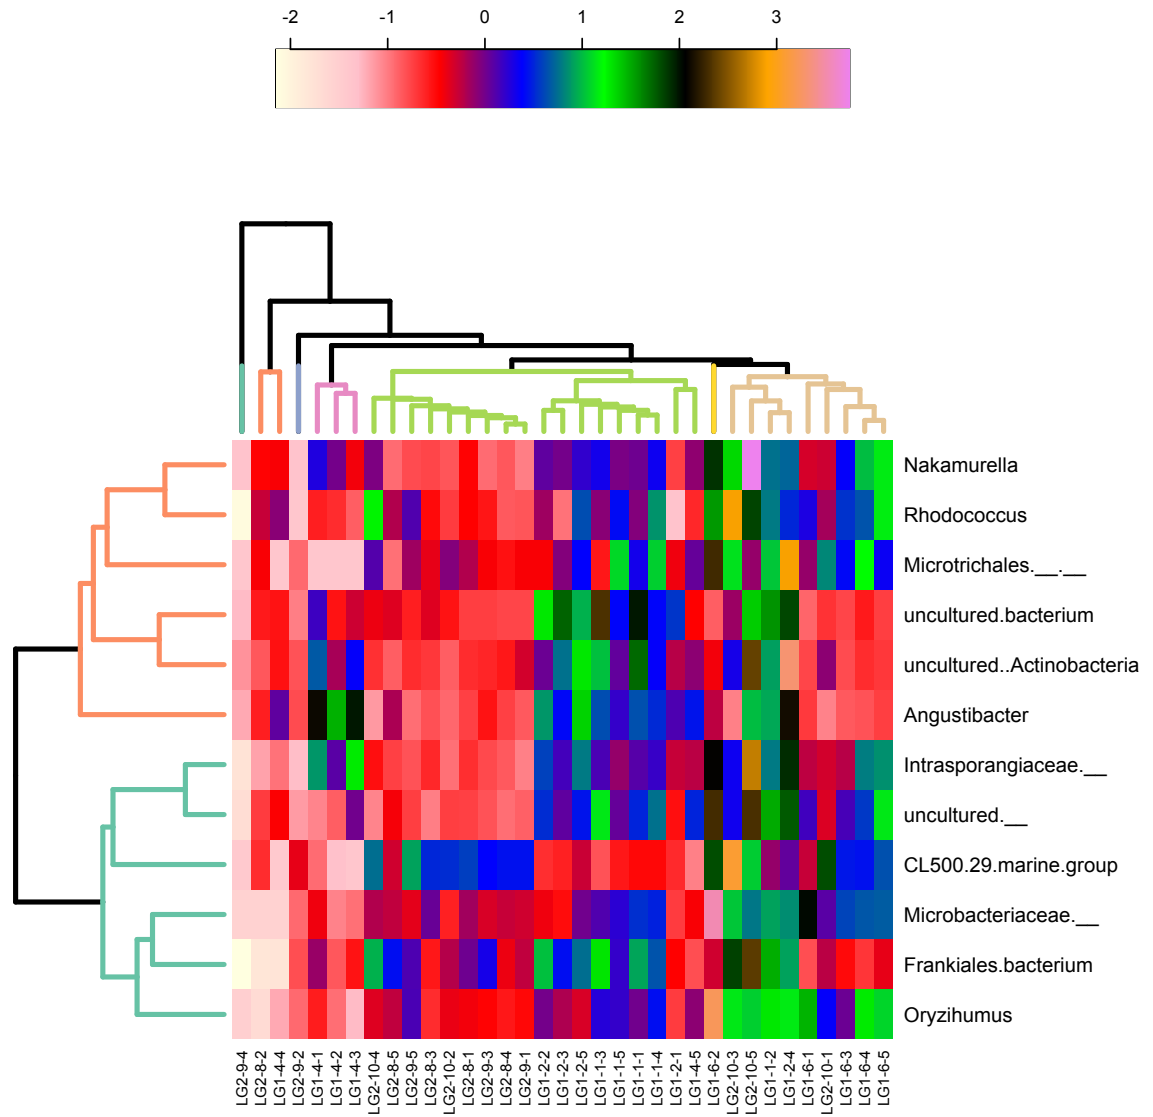 -2 -1 0 1 2 3
Nakamurella
Rhodococcus
Microtrichales.__.__
uncultured.bacterium
uncultured..Actinobacteria
Angustibacter
Intrasporangiaceae.__
uncultured.__
CL500.29.marine.group
Microbacteriaceae.__
Frankiales.bacterium
Oryzihumus
LG2-9-4
LG2-8-2
LG1-4-4
LG2-9-2
LG1-4-1
LG1-4-2
LG1-4-3
LG2-10-4
LG2-8-5
LG2-9-5
LG2-8-3
LG2-10-2
LG2-8-1
LG2-9-3
LG2-8-4
LG2-9-1
LG1-2-2
LG1-2-3
LG1-2-5
LG1-1-3
LG1-1-5
LG1-1-1
LG1-1-4
LG1-2-1
LG1-4-5
LG1-6-2
LG2-10-3
LG2-10-5
LG1-1-2
LG1-2-4
LG1-6-1
LG2-10-1
LG1-6-3
LG1-6-4
LG1-6-5